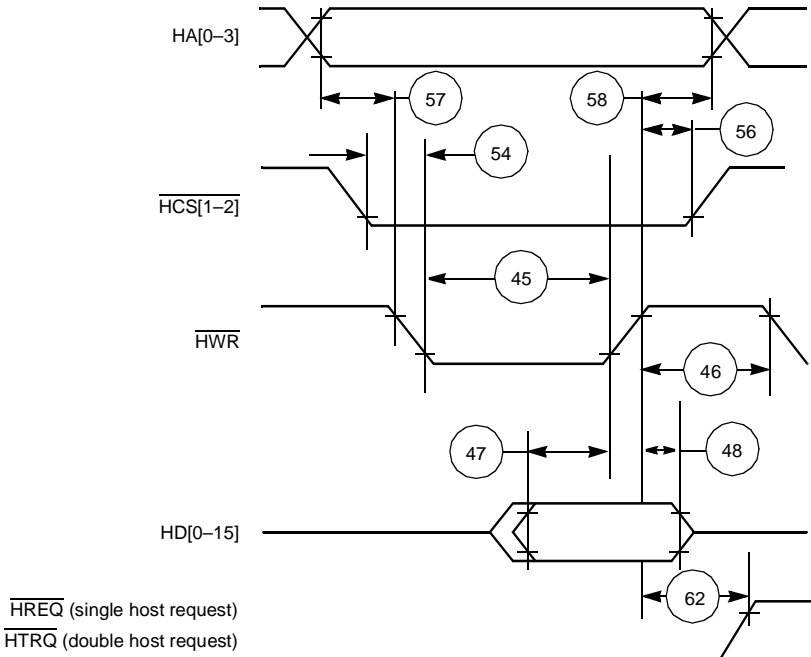 HA[0–3]
57
58
56
54
HCS[1–2]
45
HWR
46
47
48
HD[0–15]
62
HREQ (single host request)
HTRQ (double host request)